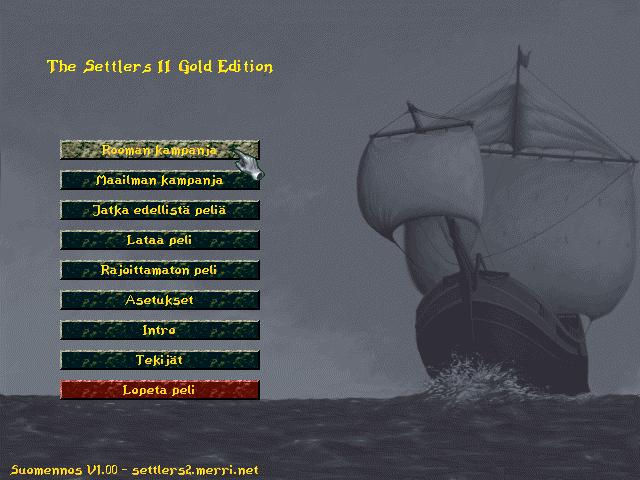 The Settlers II Gold Edition
Rooman kampanja
Maailman kampanja
Jatka edellistä peliä
Lataa peli
Rajoittamaton peli
Asetukset
Intro
Tekijät
Lopeta peli
Suomennos V1.00 - settlers2.merri.net